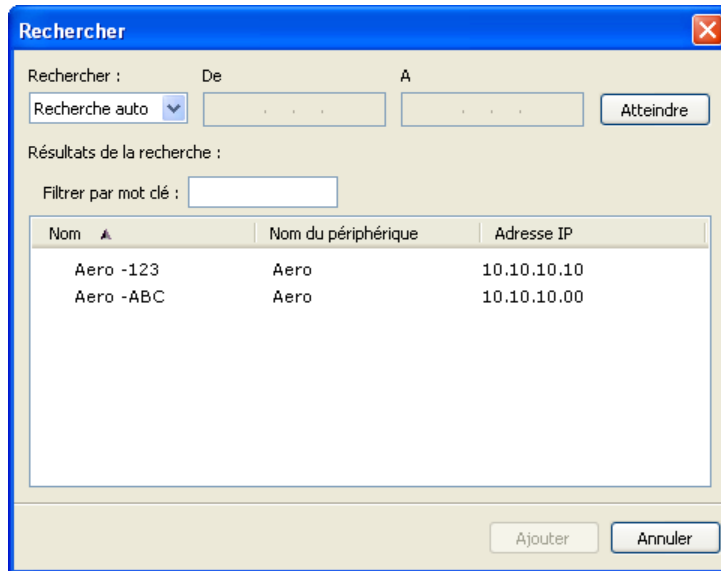 Rechercher
Rechercher : De A
Recherche auto . . . . . . Atteindre
Résultats de la recherche :
Filtrer par mot clé :
Nom Nom du périphérique Adresse IP
Aero -123 Aero 10.10.10.10
Aero -ABC Aero 10.10.10.00
Ajouter Annuler